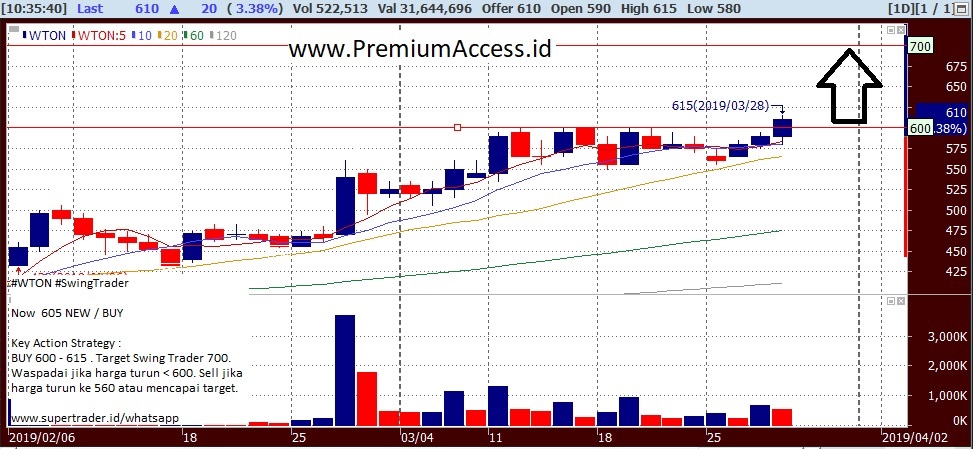 [10:35:40] Last 610 ▲ 20 ( 3.38%) Vol 522,513 Val 31,644,696 Offer 610 Open 590 High 615 Low 580 [1D][1 / 1]
WTON WTON:5 10 20 60 120
www.PremiumAccess.id
700
675
650
615(2019/03/28)
610
600 .38%)
575
550
525
500
475
450
425
#WTON #SwingTrader
Now 605 NEW / BUY
Key Action Strategy :
BUY 600 - 615 . Target Swing Trader 700.
Waspadai jika harga turun < 600. Sell jika
harga turun ke 560 atau mencapai target.
www.supertrader.id/whatsapp
3,000K
2,000K
1,000K
0K
2019/02/06 18 25 03/04 11 18 25 2019/04/02